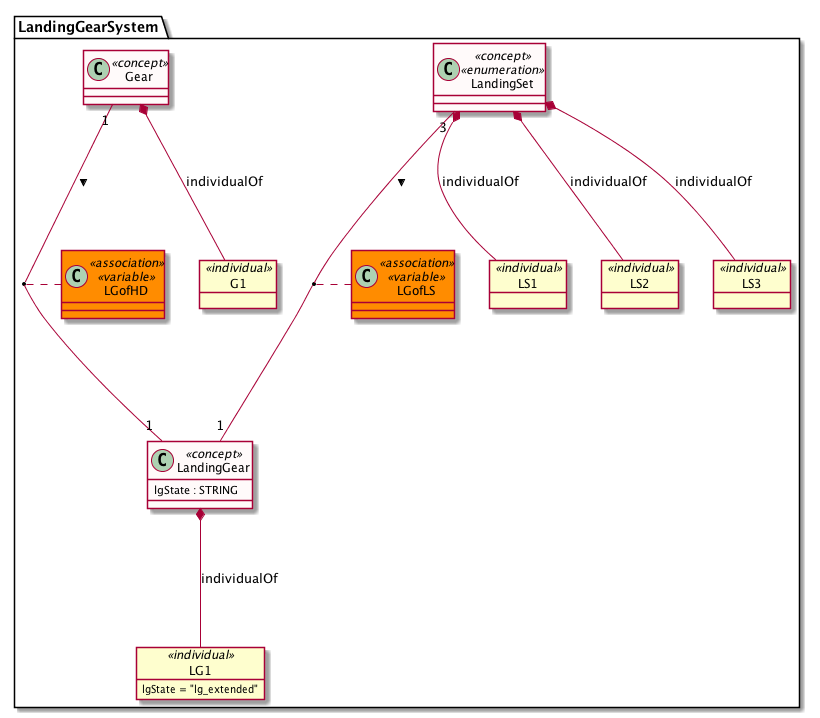 LandingGearSystem
C «concept»
Gear
C «concept»
«enumeration»
LandingSet
1
3
individualOf
individualOf
individualOf
individualOf
C «association»
«variable»
LGofHD
«individual»
G1
C «association»
«variable»
LGofLS
«individual»
LS1
«individual»
LS2
«individual»
LS3
1
1
C «concept»
LandingGear
lgState : STRING
individualOf
«individual»
LG1
lgState = "lg_extended"